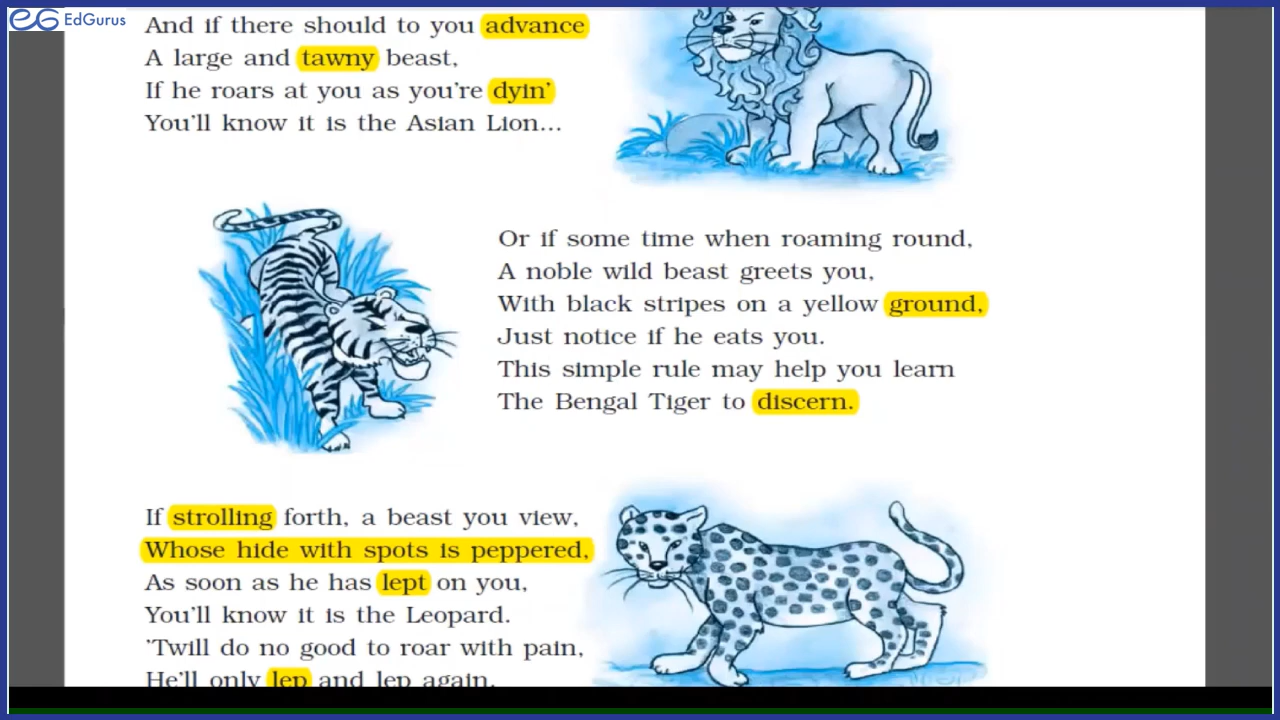 EdGurus
And if there should to you advance
A large and tawny beast,
If he roars at you as you're dyin'
You'll know it is the Asian Lion...
Or if some time when roaming round,
A noble wild beast greets you,
With black stripes on a yellow ground,
Just notice if he eats you.
This simple rule may help you learn
The Bengal Tiger to discern.
If strolling forth, a beast you view,
Whose hide with spots is peppered,
As soon as he has lept on you,
You'll know it is the Leopard.
'Twill do no good to roar with pain,
He'll only lep and lep again.